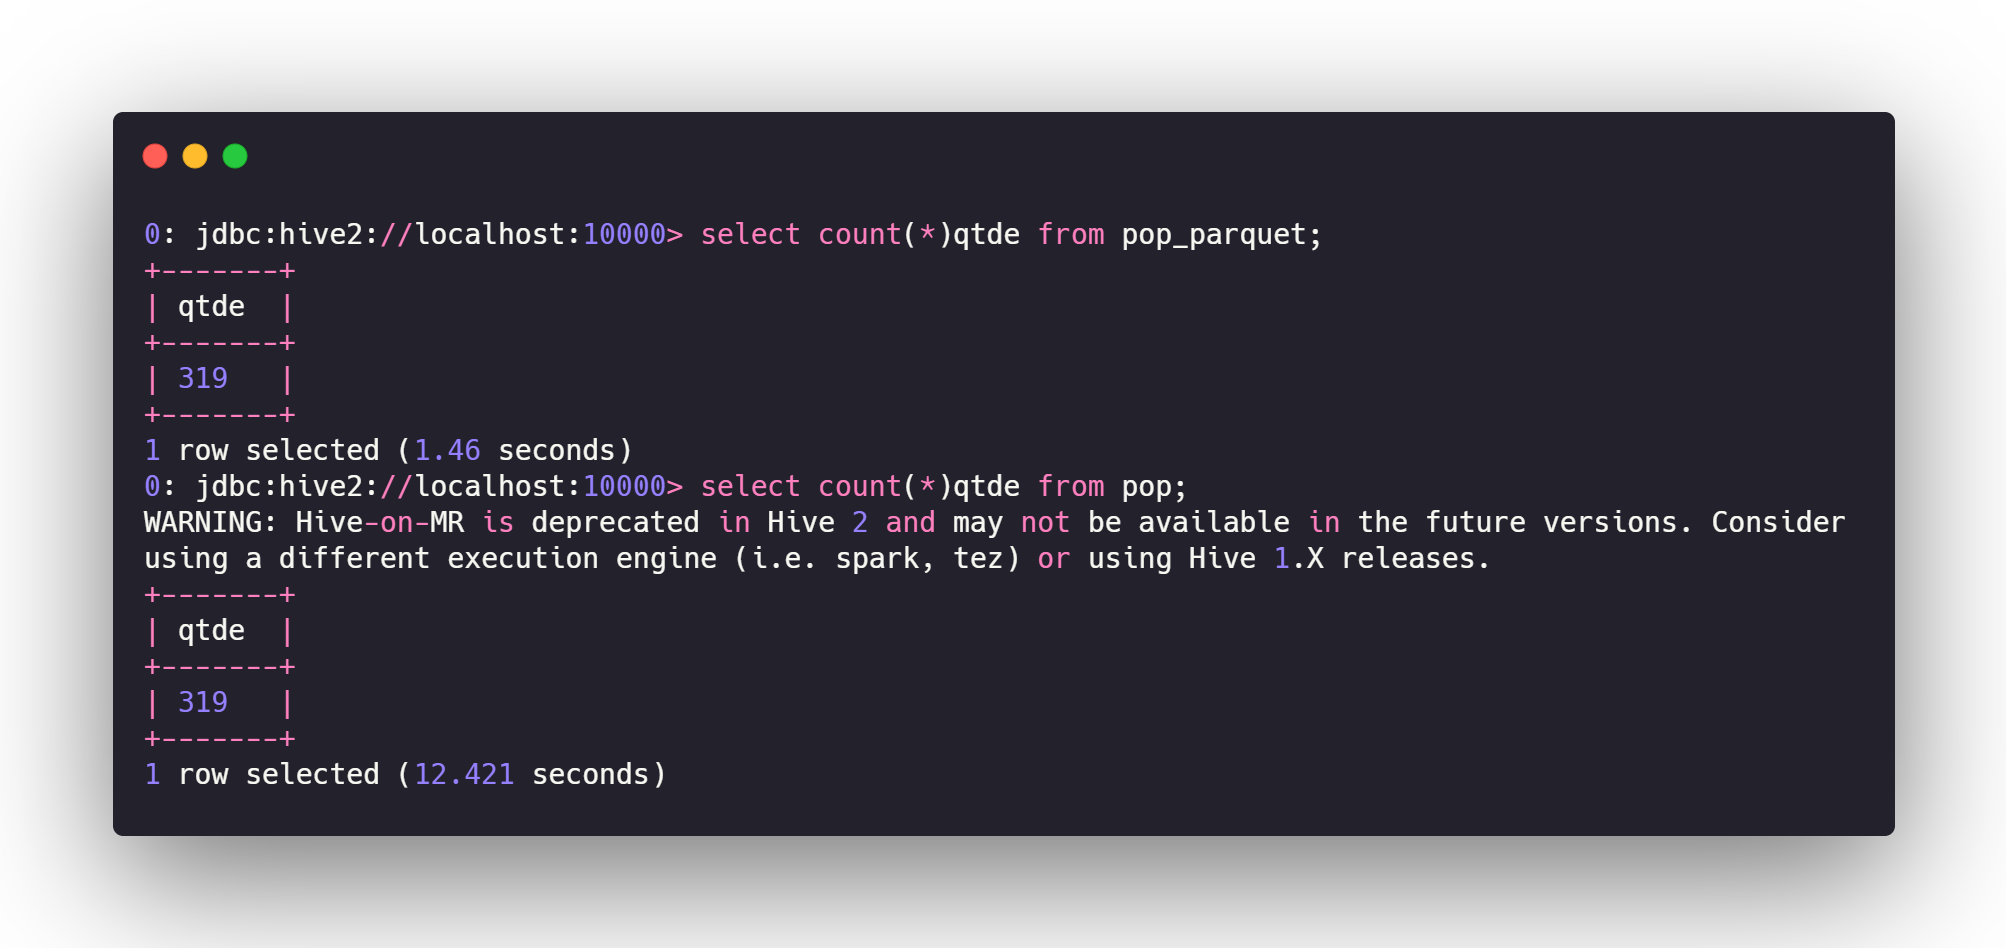 0: jdbc:hive2://localhost:10000> select count(*)qtde from pop_parquet;
+-------+
| qtde  |
+-------+
| 319   |
+-------+
1 row selected (1.46 seconds)
0: jdbc:hive2://localhost:10000> select count(*)qtde from pop;
WARNING: Hive-on-MR is deprecated in Hive 2 and may not be available in the future versions. Consider
using a different execution engine (i.e. spark, tez) or using Hive 1.X releases.
+-------+
| qtde  |
+-------+
| 319   |
+-------+
1 row selected (12.421 seconds)